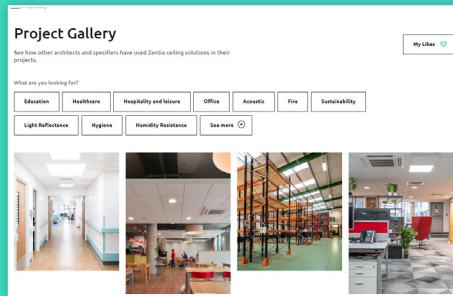 Project Gallery
My Likes
See how other architects and specifiers have used Zentia ceiling solutions in their
projects.
What are you looking for?
Education
Healthcare
Hospitality and leisure
Office
Acoustic
Fire
Sustainability
Light Reflectance
Hygiene
Humidity Resistance
See more